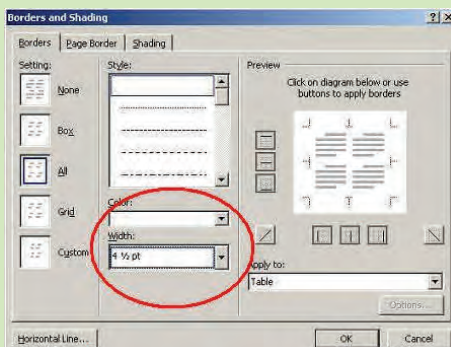 Borders and Shading
Borders
Page Border
Shading
Setting:
None
Box
All
Grid
Custom
Style:
Color:
Width:
4 ½ pt
Preview
Click on diagram below or use
buttons to apply borders
Apply to:
Table
Options...
Horizontal Line...
OK
Cancel